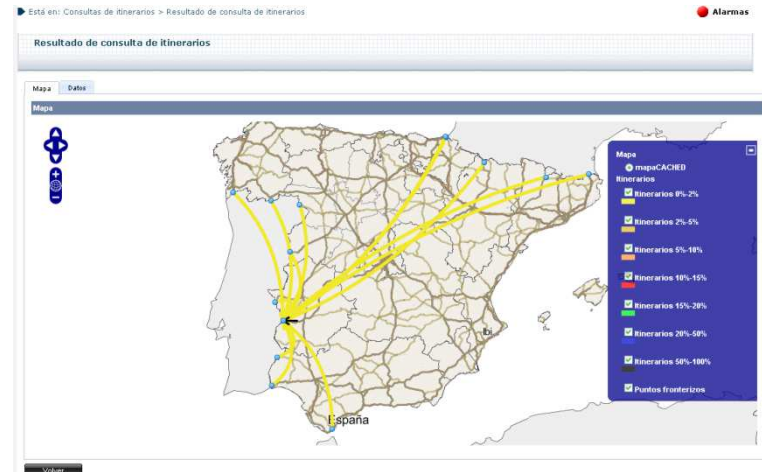 Está en: Consultas de itinerarios > Resultado de consulta de itinerarios
Alarmas
Resultado de consulta de itinerarios
Mapa
Datos
Mapa
Mapa
mapaCACHED
Itinerarios
Itinerarios 0%-2%
Itinerarios 2%-5%
Itinerarios 5%-10%
Itinerarios 10%-15%
Itinerarios 15%-20%
Itinerarios 20%-50%
Itinerarios 50%-100%
Puntos fronterizos
Ibi
España
Volver